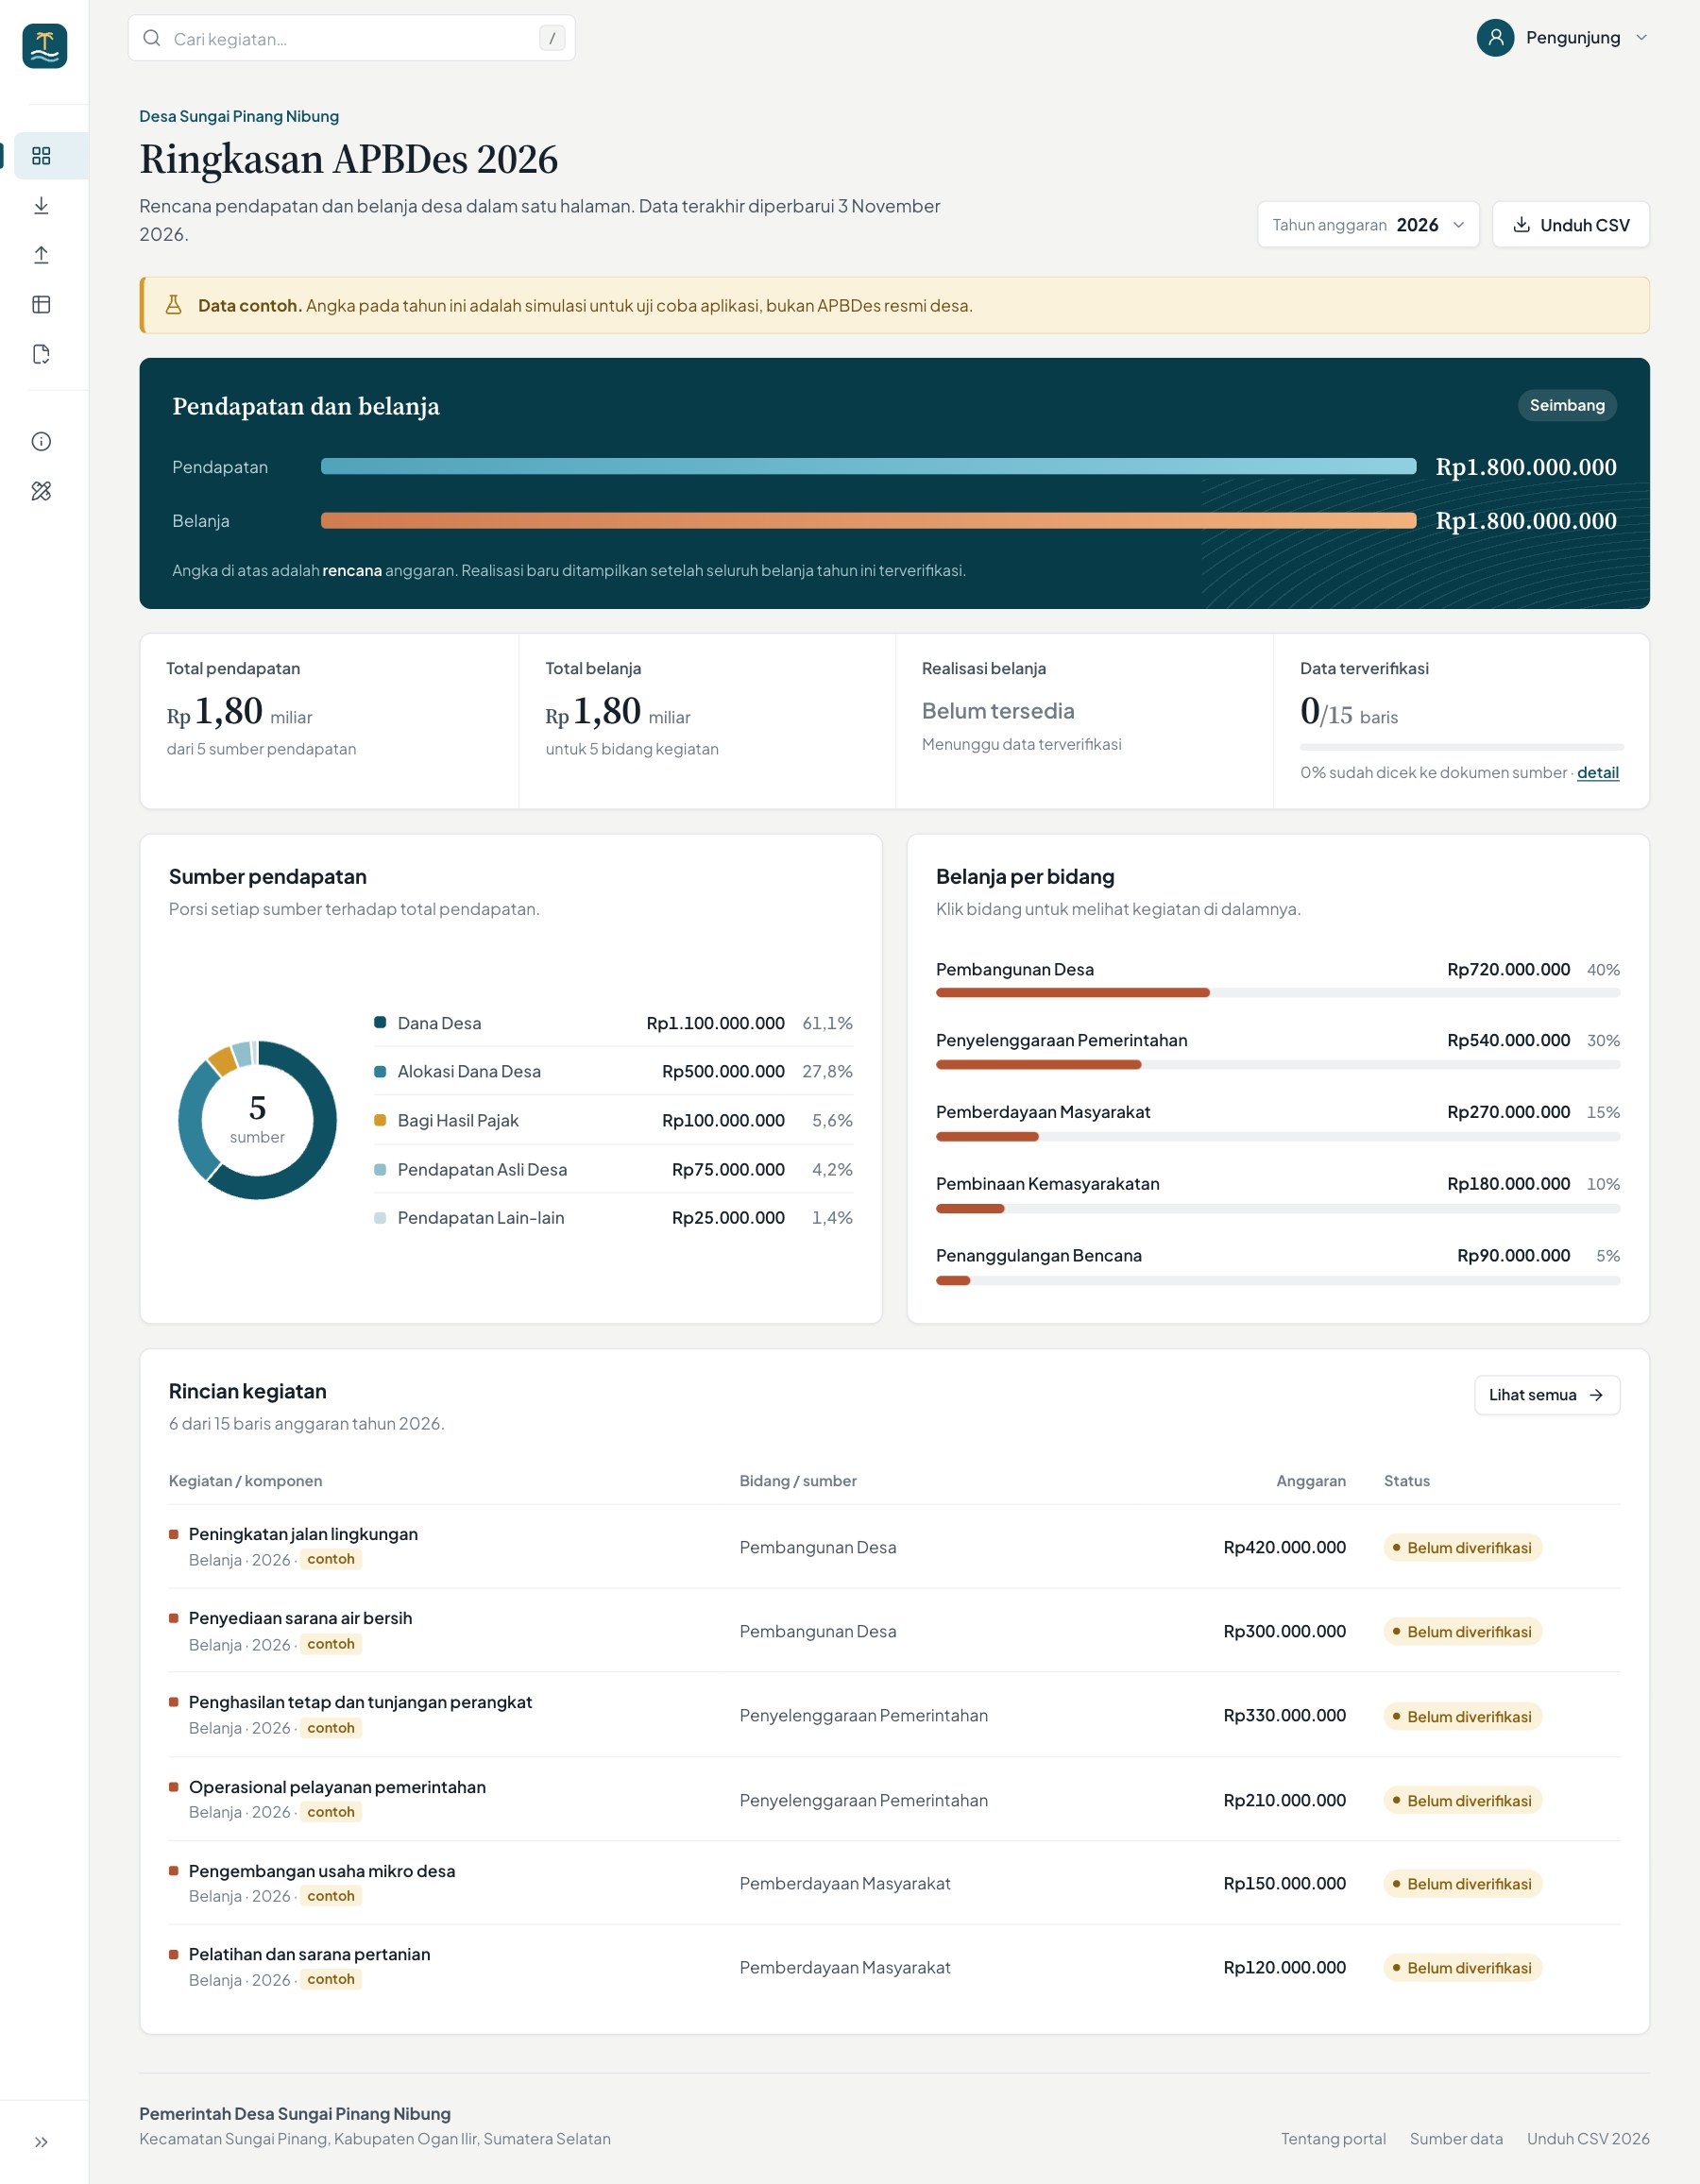 Cari kegiatan...
/
Pengunjung
Desa Sungai Pinang Nibung
Ringkasan APBDes 2026
Rencana pendapatan dan belanja desa dalam satu halaman. Data terakhir diperbarui 3 November
2026.
Tahun anggaran 2026
Unduh CSV
Data contoh. Angka pada tahun ini adalah simulasi untuk uji coba aplikasi, bukan APBDes resmi desa.
Pendapatan dan belanja
Seimbang
Pendapatan Rp1.800.000.000
Belanja Rp1.800.000.000
Angka di atas adalah rencana anggaran. Realisasi baru ditampilkan setelah seluruh belanja tahun ini terverifikasi.
Total pendapatan
Rp 1,80 miliar
dari 5 sumber pendapatan
Total belanja
Rp 1,80 miliar
untuk 5 bidang kegiatan
Realisasi belanja
Belum tersedia
Menunggu data terverifikasi
Data terverifikasi
0/15 baris
0% sudah dicek ke dokumen sumber · detail
Sumber pendapatan
Porsi setiap sumber terhadap total pendapatan.
5
sumber
Dana Desa Rp1.100.000.000 61,1%
Alokasi Dana Desa Rp500.000.000 27,8%
Bagi Hasil Pajak Rp100.000.000 5,6%
Pendapatan Asli Desa Rp75.000.000 4,2%
Pendapatan Lain-lain Rp25.000.000 1,4%
Belanja per bidang
Klik bidang untuk melihat kegiatan di dalamnya.
Pembangunan Desa Rp720.000.000 40%
Penyelenggaraan Pemerintahan Rp540.000.000 30%
Pemberdayaan Masyarakat Rp270.000.000 15%
Pembinaan Kemasyarakatan Rp180.000.000 10%
Penanggulangan Bencana Rp90.000.000 5%
Rincian kegiatan
6 dari 15 baris anggaran tahun 2026.
Lihat semua
Kegiatan / komponen Bidang / sumber Anggaran Status
Peningkatan jalan lingkungan
Belanja · 2026 · contoh
Pembangunan Desa Rp420.000.000 Belum diverifikasi
Penyediaan sarana air bersih
Belanja · 2026 · contoh
Pembangunan Desa Rp300.000.000 Belum diverifikasi
Penghasilan tetap dan tunjangan perangkat
Belanja · 2026 · contoh
Penyelenggaraan Pemerintahan Rp330.000.000 Belum diverifikasi
Operasional pelayanan pemerintahan
Belanja · 2026 · contoh
Penyelenggaraan Pemerintahan Rp210.000.000 Belum diverifikasi
Pengembangan usaha mikro desa
Belanja · 2026 · contoh
Pemberdayaan Masyarakat Rp150.000.000 Belum diverifikasi
Pelatihan dan sarana pertanian
Belanja · 2026 · contoh
Pemberdayaan Masyarakat Rp120.000.000 Belum diverifikasi
Pemerintah Desa Sungai Pinang Nibung
Kecamatan Sungai Pinang, Kabupaten Ogan Ilir, Sumatera Selatan
Tentang portal Sumber data Unduh CSV 2026